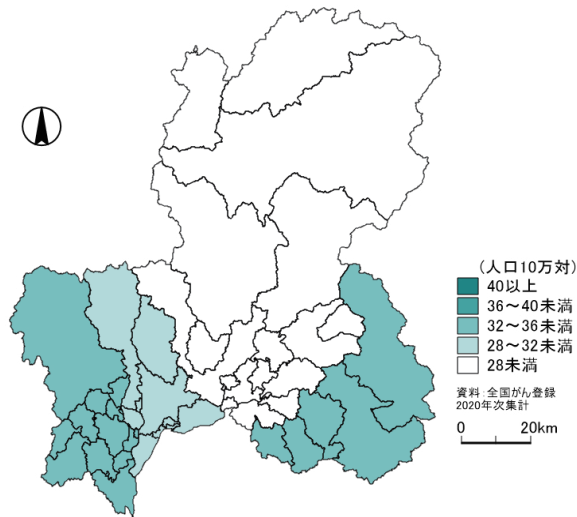 (人口10万対)
40以上
36～40未満
32～36未満
28～32未満
28未満
資料:全国がん登録
2020年次集計
0 20km